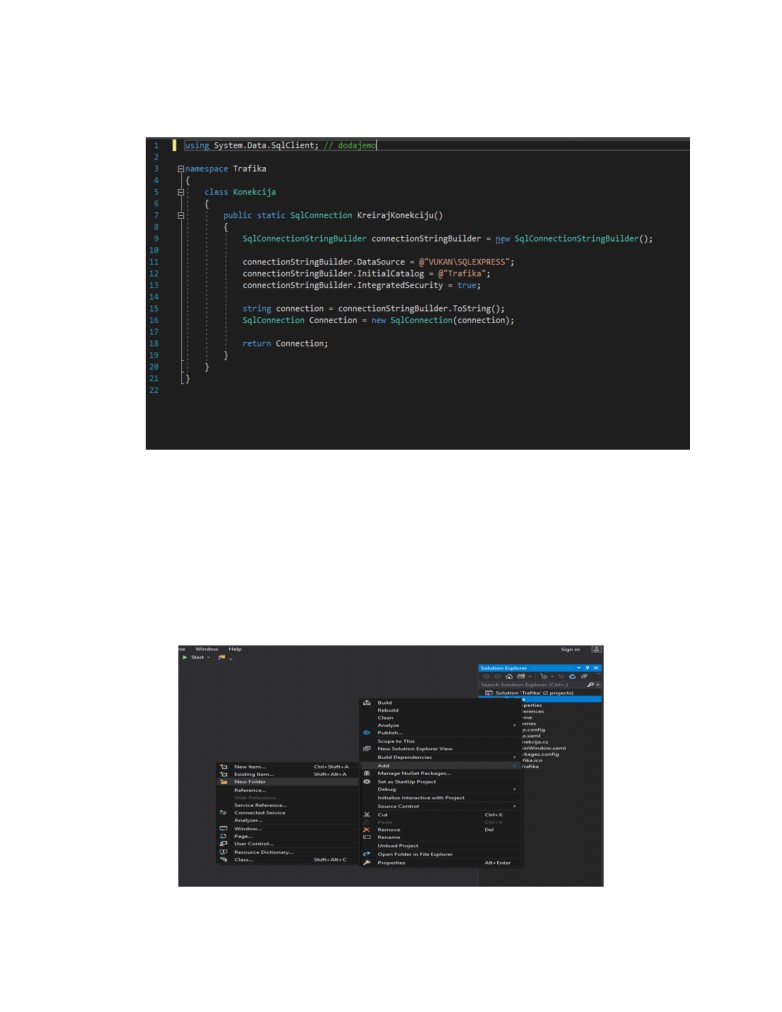 1 using System.Data.SqlClient; // dodajemo
2
3 namespace Trafika
4 {
5 class Konekcija
6 {
7 public static SqlConnection KreirajKonekciju()
8 {
9 SqlConnectionStringBuilder connectionStringBuilder = new SqlConnectionStringBuilder();
10
11 connectionStringBuilder.DataSource = @"VUKAN\SQLEXPRESS";
12 connectionStringBuilder.InitialCatalog = @"Trafika";
13 connectionStringBuilder.IntegratedSecurity = true;
14
15 string connection = connectionStringBuilder.ToString();
16 SqlConnection Connection = new SqlConnection(connection);
17
18 return Connection;
19 }
20 }
21 }
22
se Window Help
Sign in
Start
Solution Explorer
Search Solution Explorer (Ctrl+;)
Solution 'Trafika' (2 projects)
perties
erences
ma
emes
p.config
p.xaml
nekcija.cs
inWindow.xaml
ckages.config
fika.ico
rafika
Build
Rebuild
Clean
Analyze
Publish...
Scope to This
New Solution Explorer View
Build Dependencies
Add
Manage NuGet Packages...
Set as StartUp Project
Debug
Initialize Interactive with Project
Source Control
Cut Ctrl+X
Paste Ctrl+V
Remove Del
Rename
Unload Project
Open Folder in File Explorer
Properties Alt+Enter
New Item... Ctrl+Shift+A
Existing Item... Shift+Alt+A
New Folder
Reference...
Web Reference...
Service Reference...
Connected Service
Analyzer...
Window...
Page...
User Control...
Resource Dictionary...
Class... Shift+Alt+C